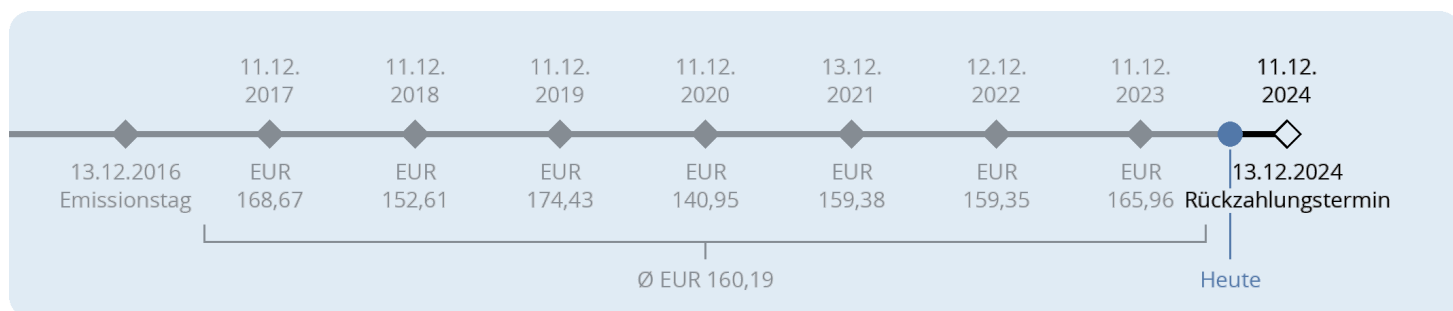 11.12.
2017
11.12.
2018
11.12.
2019
11.12.
2020
13.12.
2021
12.12.
2022
11.12.
2023
11.12.
2024
13.12.2016
Emissionstag
EUR
168,67
EUR
152,61
EUR
174,43
EUR
140,95
EUR
159,38
EUR
159,35
EUR
165,96
13.12.2024
Rückzahlungstermin
Ø EUR 160,19
Heute